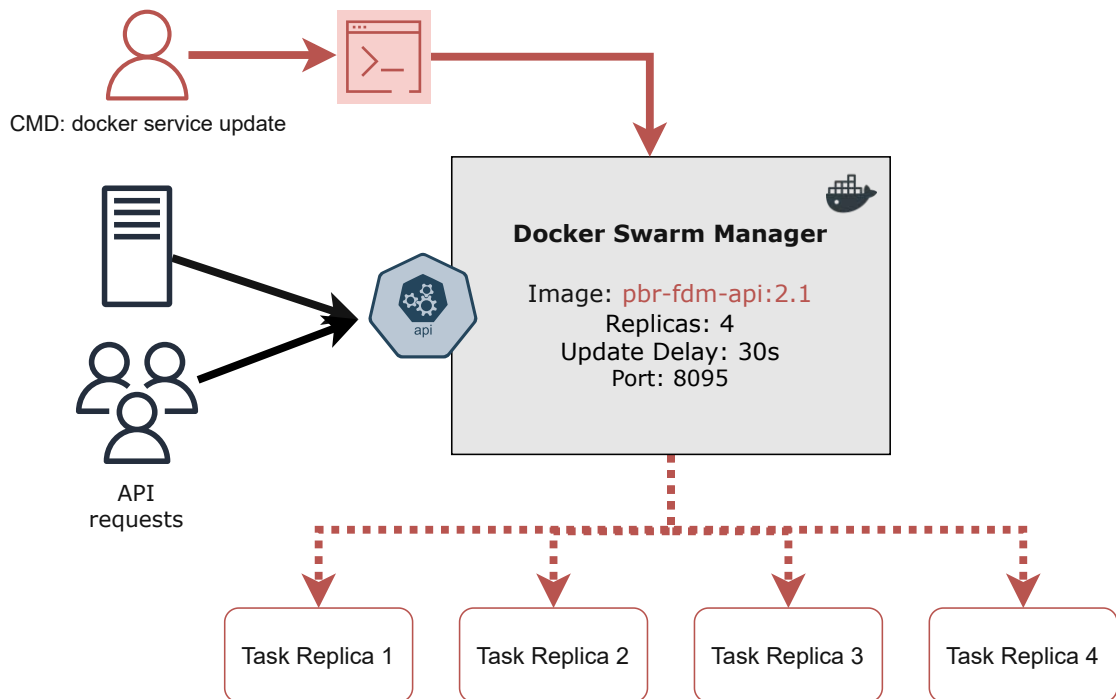 CMD: docker service update
Docker Swarm Manager
Image: pbr-fdm-api:2.1
Replicas: 4
Update Delay: 30s
Port: 8095
api
API
requests
Task Replica 1
Task Replica 2
Task Replica 3
Task Replica 4